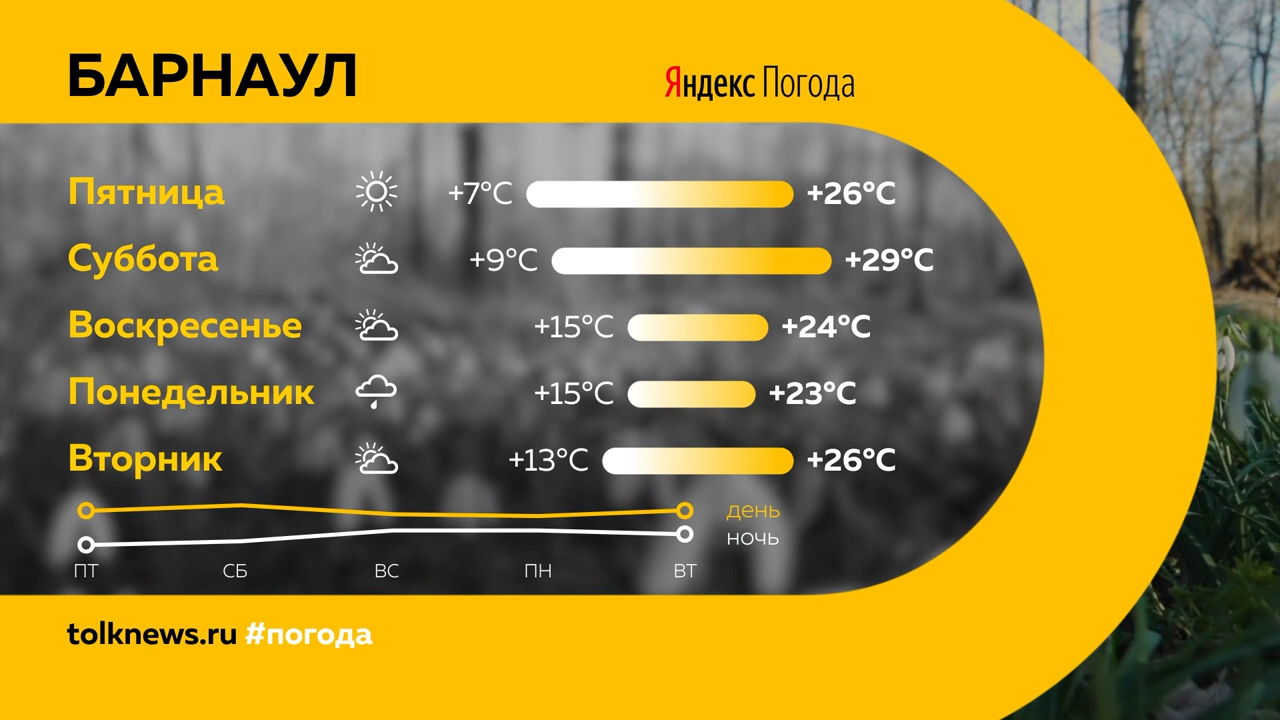 БАРНАУЛ
Яндекс Погода
Пятница +7°C +26°C
Суббота +9°C +29°C
Воскресенье +15°C +24°C
Понедельник +15°C +23°C
Вторник +13°C +26°C
день
ночь
ПТ СБ ВС ПН ВТ
tolknews.ru #погода